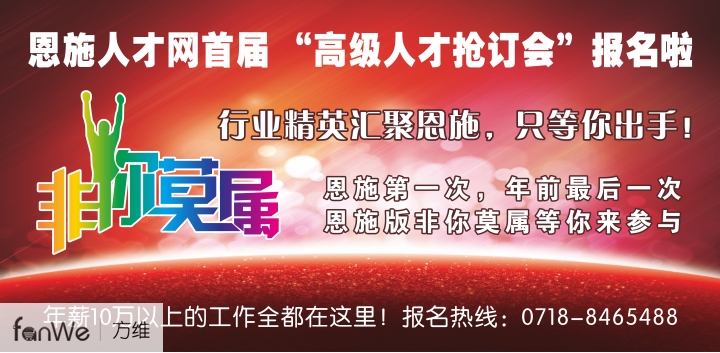 恩施人才网首届“高级人才抢订会”报名啦
行业精英汇聚恩施，只等你出手！
非你莫属
恩施第一次，年前最后一次
恩施版非你莫属等你来参与
年薪10万以上的工作全都在这里！报名热线：0718-8465488
fanWe 方维